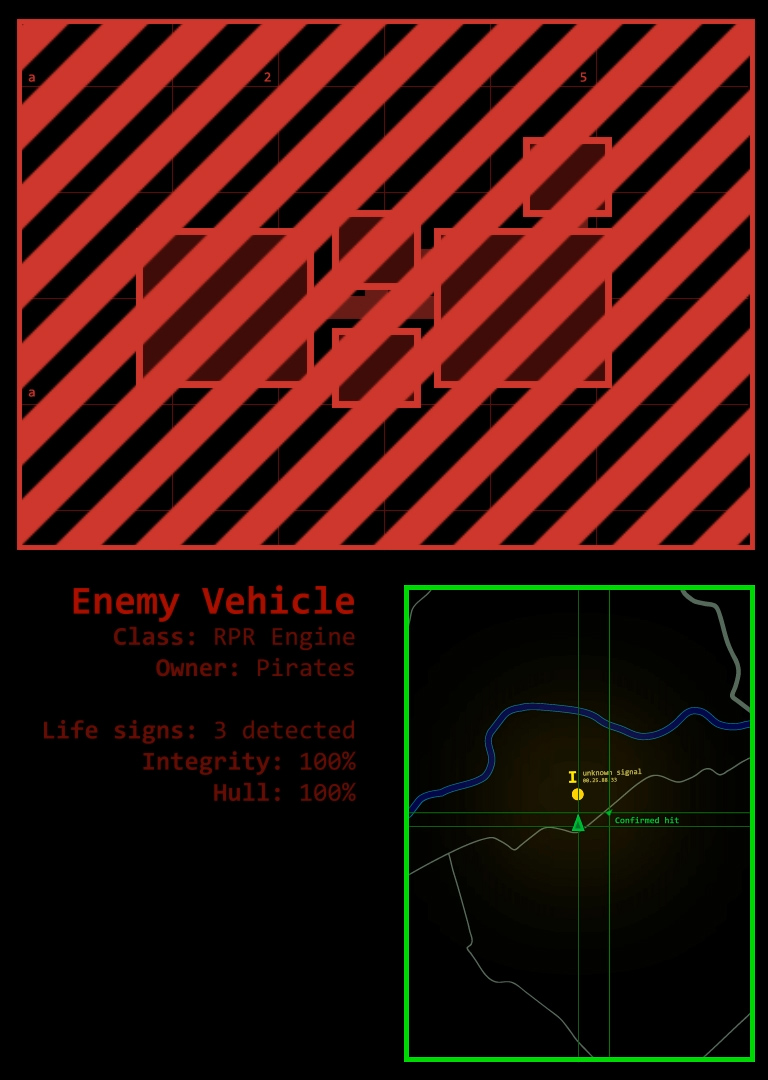 a 2 5
a
Enemy Vehicle
Class: RPR Engine
Owner: Pirates
Life signs: 3 detected
Integrity: 100%
Hull: 100%
I unknown signal
Confirmed hit